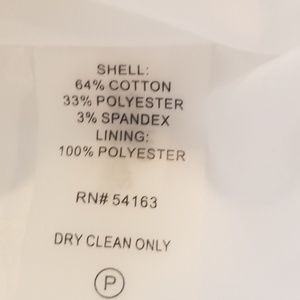 SHELL:
64% COTTON
33% POLYESTER
3% SPANDEX
LINING:
100% POLYESTER
RN# 54163
DRY CLEAN ONLY
P